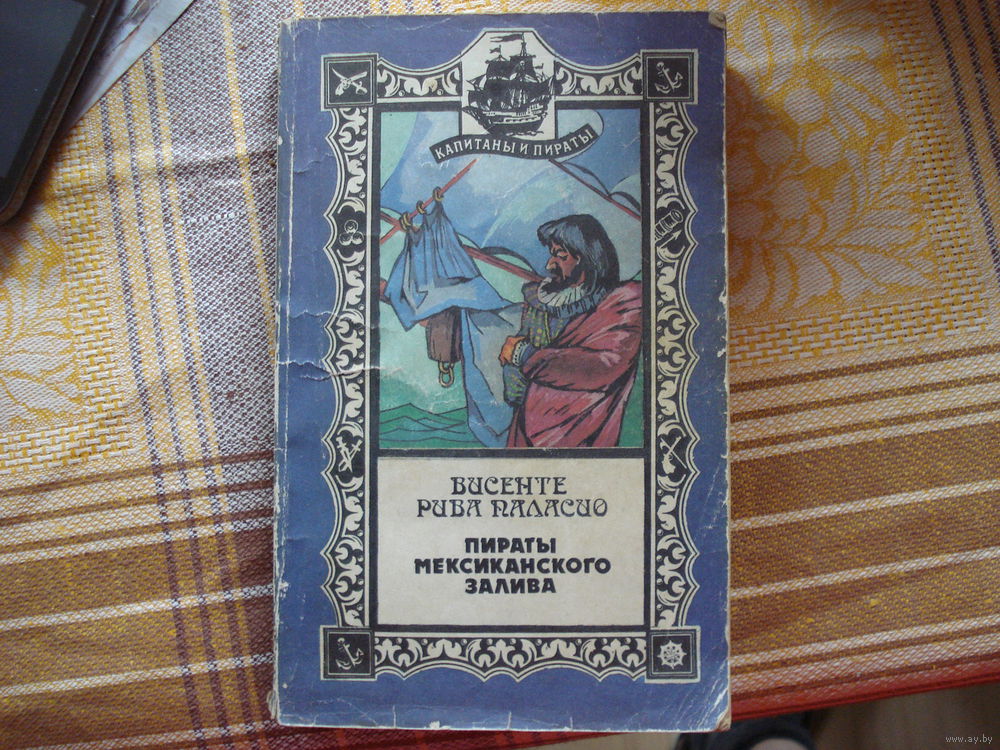 КАПИТАНЫ И ПИРАТЫ
ВИСЕНТЕ
РИВА ПАЛАСИО
ПИРАТЫ
МЕКСИКАНСКОГО
ЗАЛИВА
www.ay.by